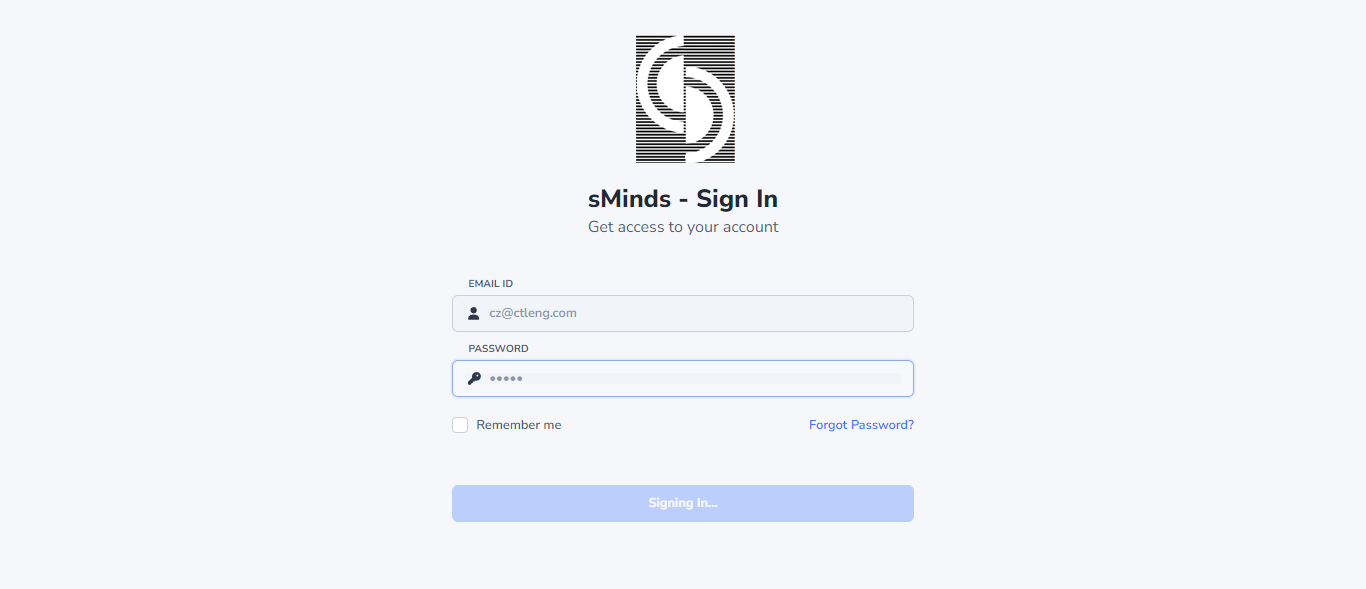 sMinds - Sign In
Get access to your account
EMAIL ID
cz@ctleng.com
PASSWORD
•••••
Remember me
Forgot Password?
Signing In...